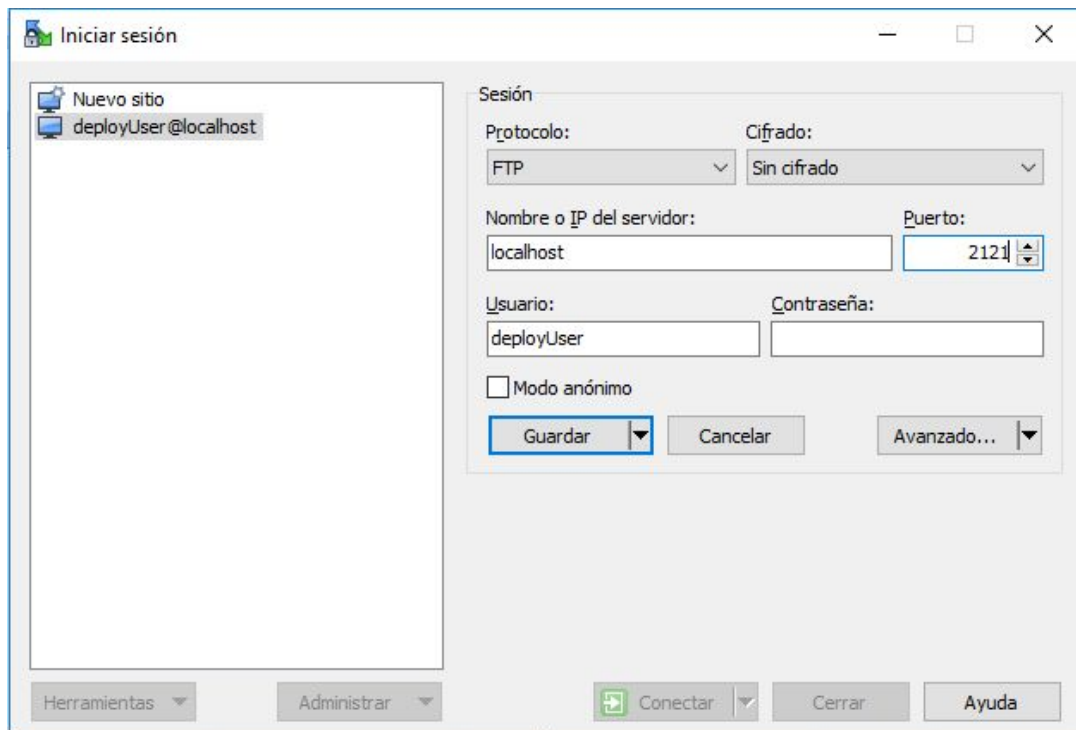 Iniciar sesión
Nuevo sitio
deployUser@localhost
Sesión
Protocolo: Cifrado:
FTP Sin cifrado
Nombre o IP del servidor: Puerto:
localhost 2121
Usuario: Contraseña:
deployUser
Modo anónimo
Guardar Cancelar Avanzado...
Herramientas Administrar Conectar Cerrar Ayuda